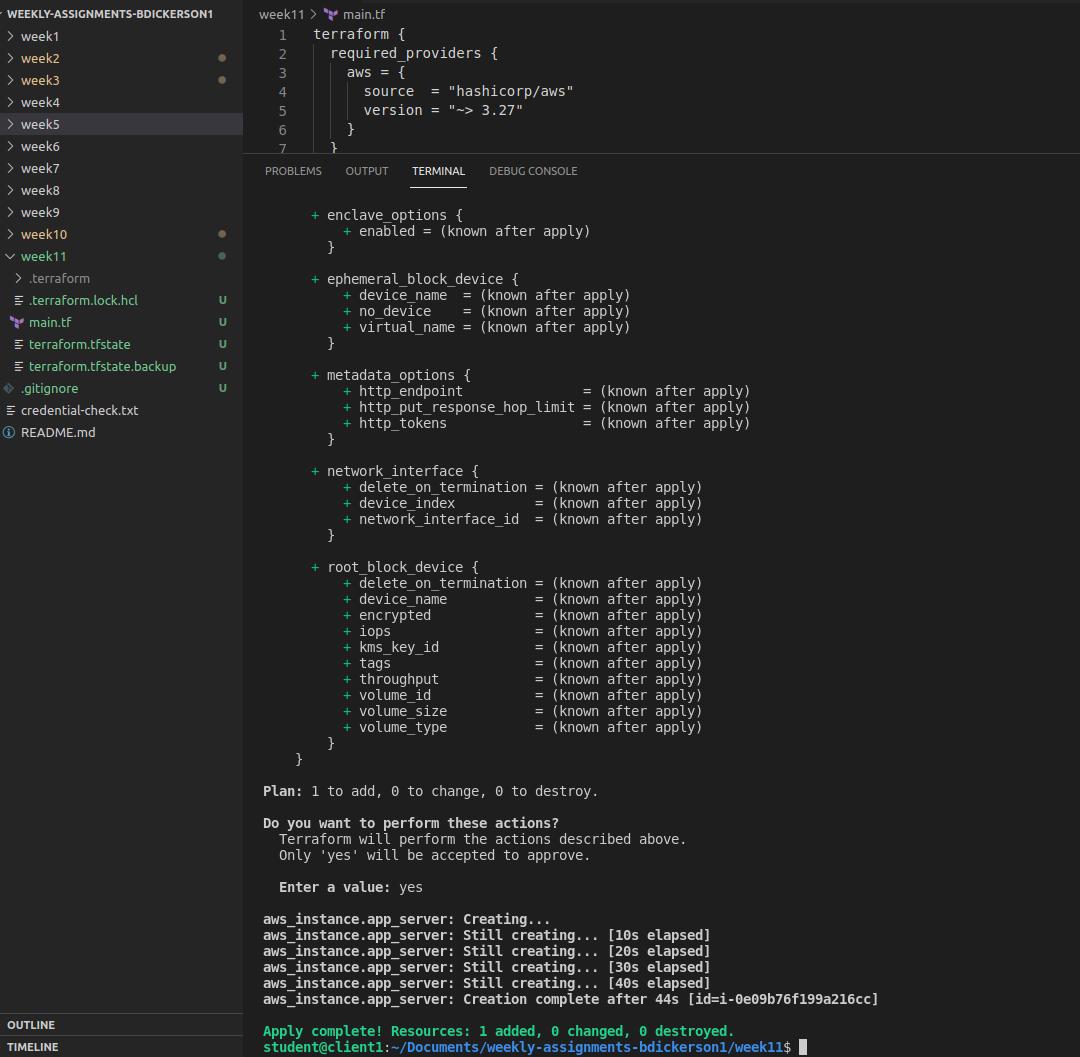 WEEKLY-ASSIGNMENTS-BDICKERSON1
week1
week2
week3
week4
week5
week6
week7
week8
week9
week10
week11
.terraform
.terraform.lock.hcl U
main.tf U
terraform.tfstate U
terraform.tfstate.backup U
.gitignore U
credential-check.txt
README.md
OUTLINE
TIMELINE
week11 > main.tf
1 terraform {
2   required_providers {
3     aws = {
4       source  = "hashicorp/aws"
5       version = "~> 3.27"
6     }
7   }
PROBLEMS OUTPUT TERMINAL DEBUG CONSOLE
      + enclave_options {
          + enabled = (known after apply)
        }
      + ephemeral_block_device {
          + device_name  = (known after apply)
          + no_device    = (known after apply)
          + virtual_name = (known after apply)
        }
      + metadata_options {
          + http_endpoint               = (known after apply)
          + http_put_response_hop_limit = (known after apply)
          + http_tokens                 = (known after apply)
        }
      + network_interface {
          + delete_on_termination = (known after apply)
          + device_index          = (known after apply)
          + network_interface_id  = (known after apply)
        }
      + root_block_device {
          + delete_on_termination = (known after apply)
          + device_name           = (known after apply)
          + encrypted             = (known after apply)
          + iops                  = (known after apply)
          + kms_key_id            = (known after apply)
          + tags                  = (known after apply)
          + throughput            = (known after apply)
          + volume_id             = (known after apply)
          + volume_size           = (known after apply)
          + volume_type           = (known after apply)
        }
    }
Plan: 1 to add, 0 to change, 0 to destroy.
Do you want to perform these actions?
  Terraform will perform the actions described above.
  Only 'yes' will be accepted to approve.
  Enter a value: yes
aws_instance.app_server: Creating...
aws_instance.app_server: Still creating... [10s elapsed]
aws_instance.app_server: Still creating... [20s elapsed]
aws_instance.app_server: Still creating... [30s elapsed]
aws_instance.app_server: Still creating... [40s elapsed]
aws_instance.app_server: Creation complete after 44s [id=i-0e09b76f199a216cc]
Apply complete! Resources: 1 added, 0 changed, 0 destroyed.
student@client1:~/Documents/weekly-assignments-bdickerson1/week11$